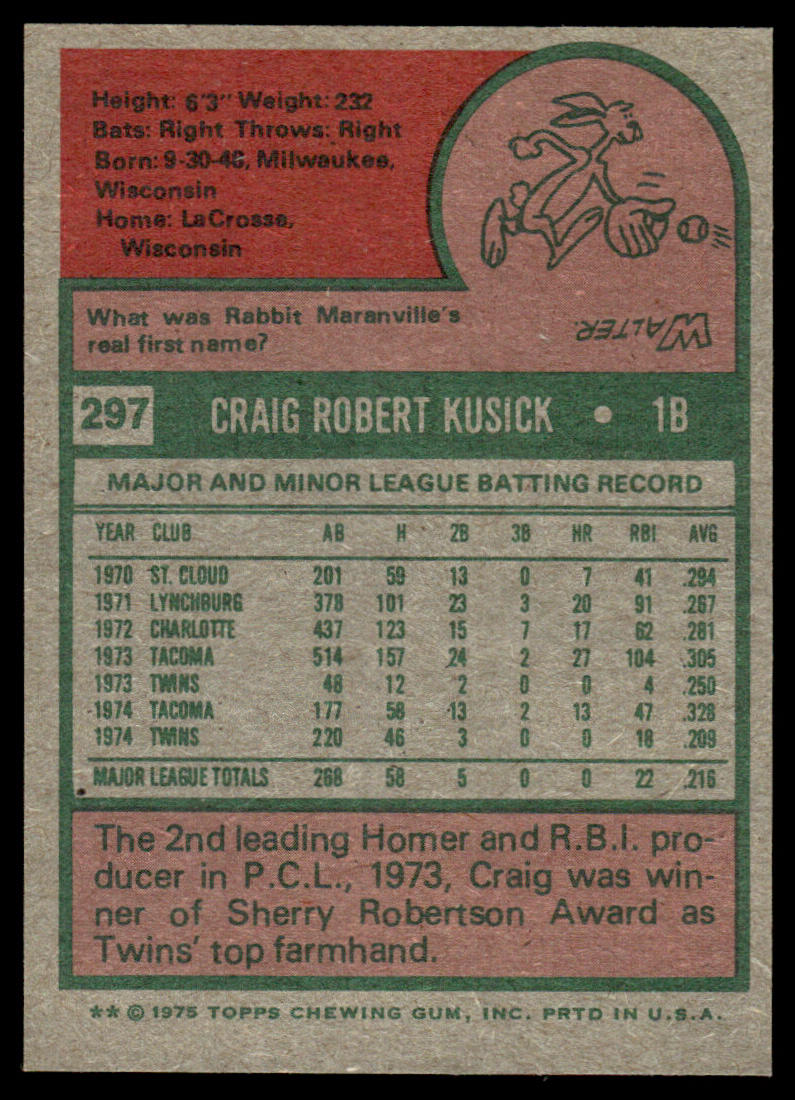 Height: 6'3" Weight: 232
Bats: Right Throws: Right
Born: 9-30-48, Milwaukee,
Wisconsin
Home: LaCrosse,
Wisconsin
What was Rabbit Maranville's
real first name?
WALTER
297 CRAIG ROBERT KUSICK • 1B
MAJOR AND MINOR LEAGUE BATTING RECORD
YEAR CLUB AB H 2B 3B HR RBI AVG
1970 ST. CLOUD 201 59 13 0 7 41 .294
1971 LYNCHBURG 378 101 23 3 20 91 .267
1972 CHARLOTTE 437 123 15 7 17 62 .281
1973 TACOMA 514 157 24 2 27 104 .305
1973 TWINS 48 12 2 0 0 4 .250
1974 TACOMA 177 58 13 2 13 47 .328
1974 TWINS 220 46 3 0 0 18 .209
MAJOR LEAGUE TOTALS 268 58 5 0 0 22 .216
The 2nd leading Homer and R.B.I. pro-
ducer in P.C.L., 1973, Craig was win-
ner of Sherry Robertson Award as
Twins' top farmhand.
** © 1975 TOPPS CHEWING GUM, INC. PRTD IN U.S.A.